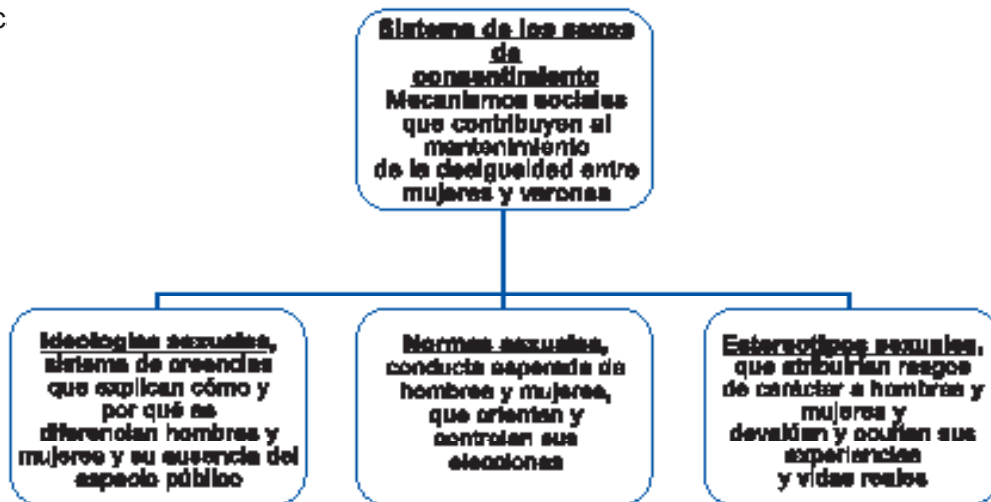 c
Sistema de los sexos
de
consentimiento
Mecanismos sociales
que contribuyen al
mantenimiento
de la desigualdad entre
mujeres y varones
Ideologías sexuales,
sistema de creencias
que explican cómo y
por qué se
diferencian hombres y
mujeres y su ausencia del
espacio público
Normas sexuales,
conducta esperada de
hombres y mujeres,
que orientan y
controlan sus
elecciones
Estereotipos sexuales,
que atribuirían rasgos
de carácter a hombres y
mujeres y
devalúan y ocultan sus
experiencias
y vidas reales